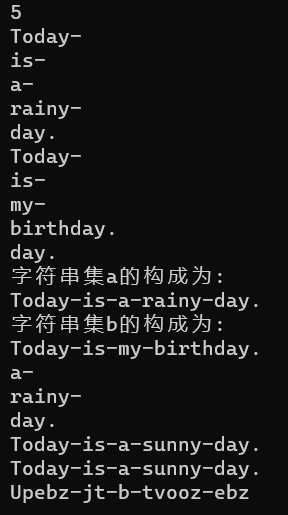 5
Today-
is-
a-
rainy-
day.
Today-
is-
my-
birthday.
day.
字符串集a的构成为:
Today-is-a-rainy-day.
字符串集b的构成为:
Today-is-my-birthday.
a-
rainy-
day.
Today-is-a-sunny-day.
Today-is-a-sunny-day.
Upebz-jt-b-tvooz-ebz